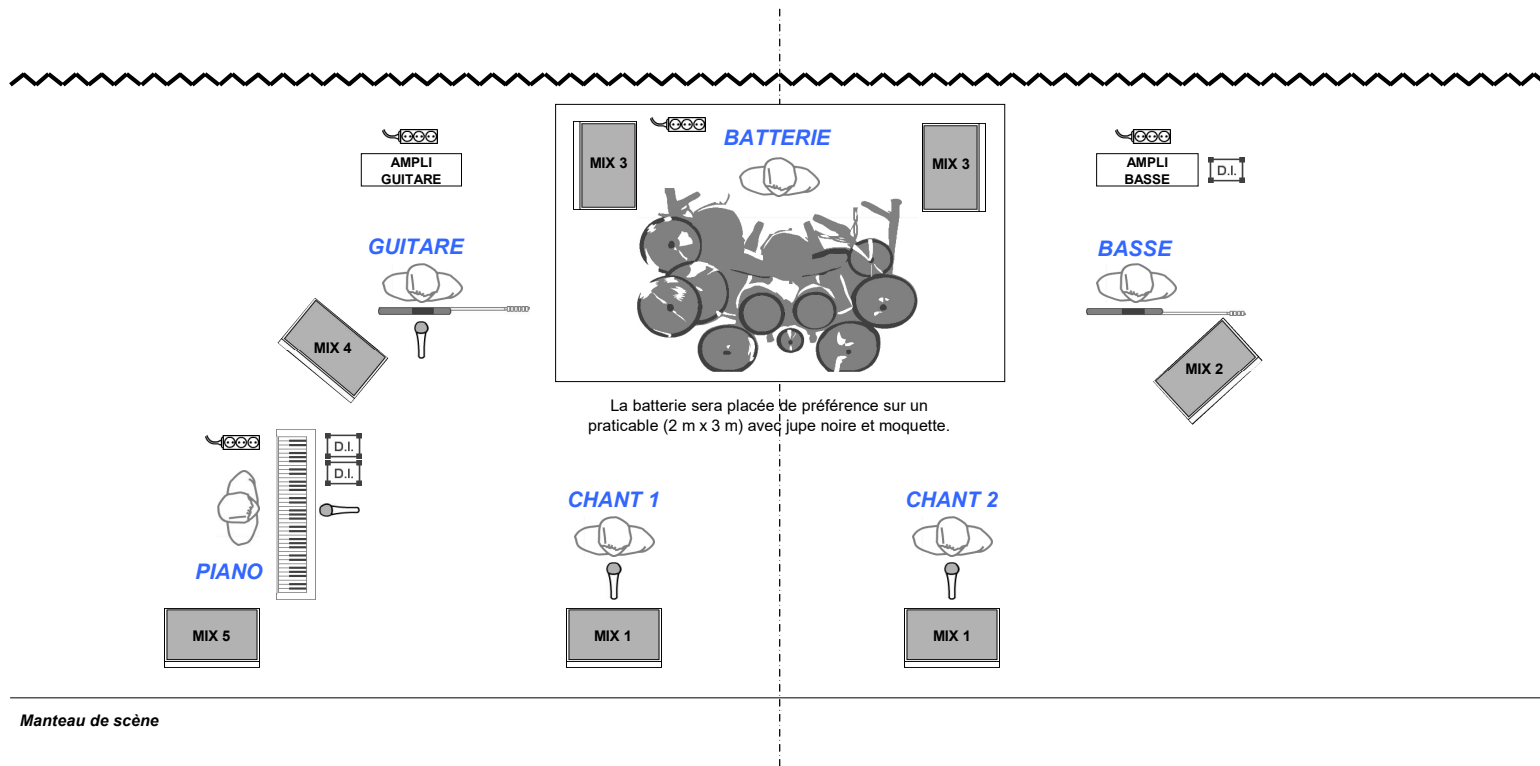 BATTERIE
MIX 3
MIX 3
AMPLI
GUITARE
AMPLI
BASSE
D.I.
GUITARE
BASSE
MIX 4
MIX 2
La batterie sera placée de préférence sur un
praticable (2 m x 3 m) avec jupe noire et moquette.
D.I.
D.I.
CHANT 1
CHANT 2
PIANO
MIX 5
MIX 1
MIX 1
Manteau de scène